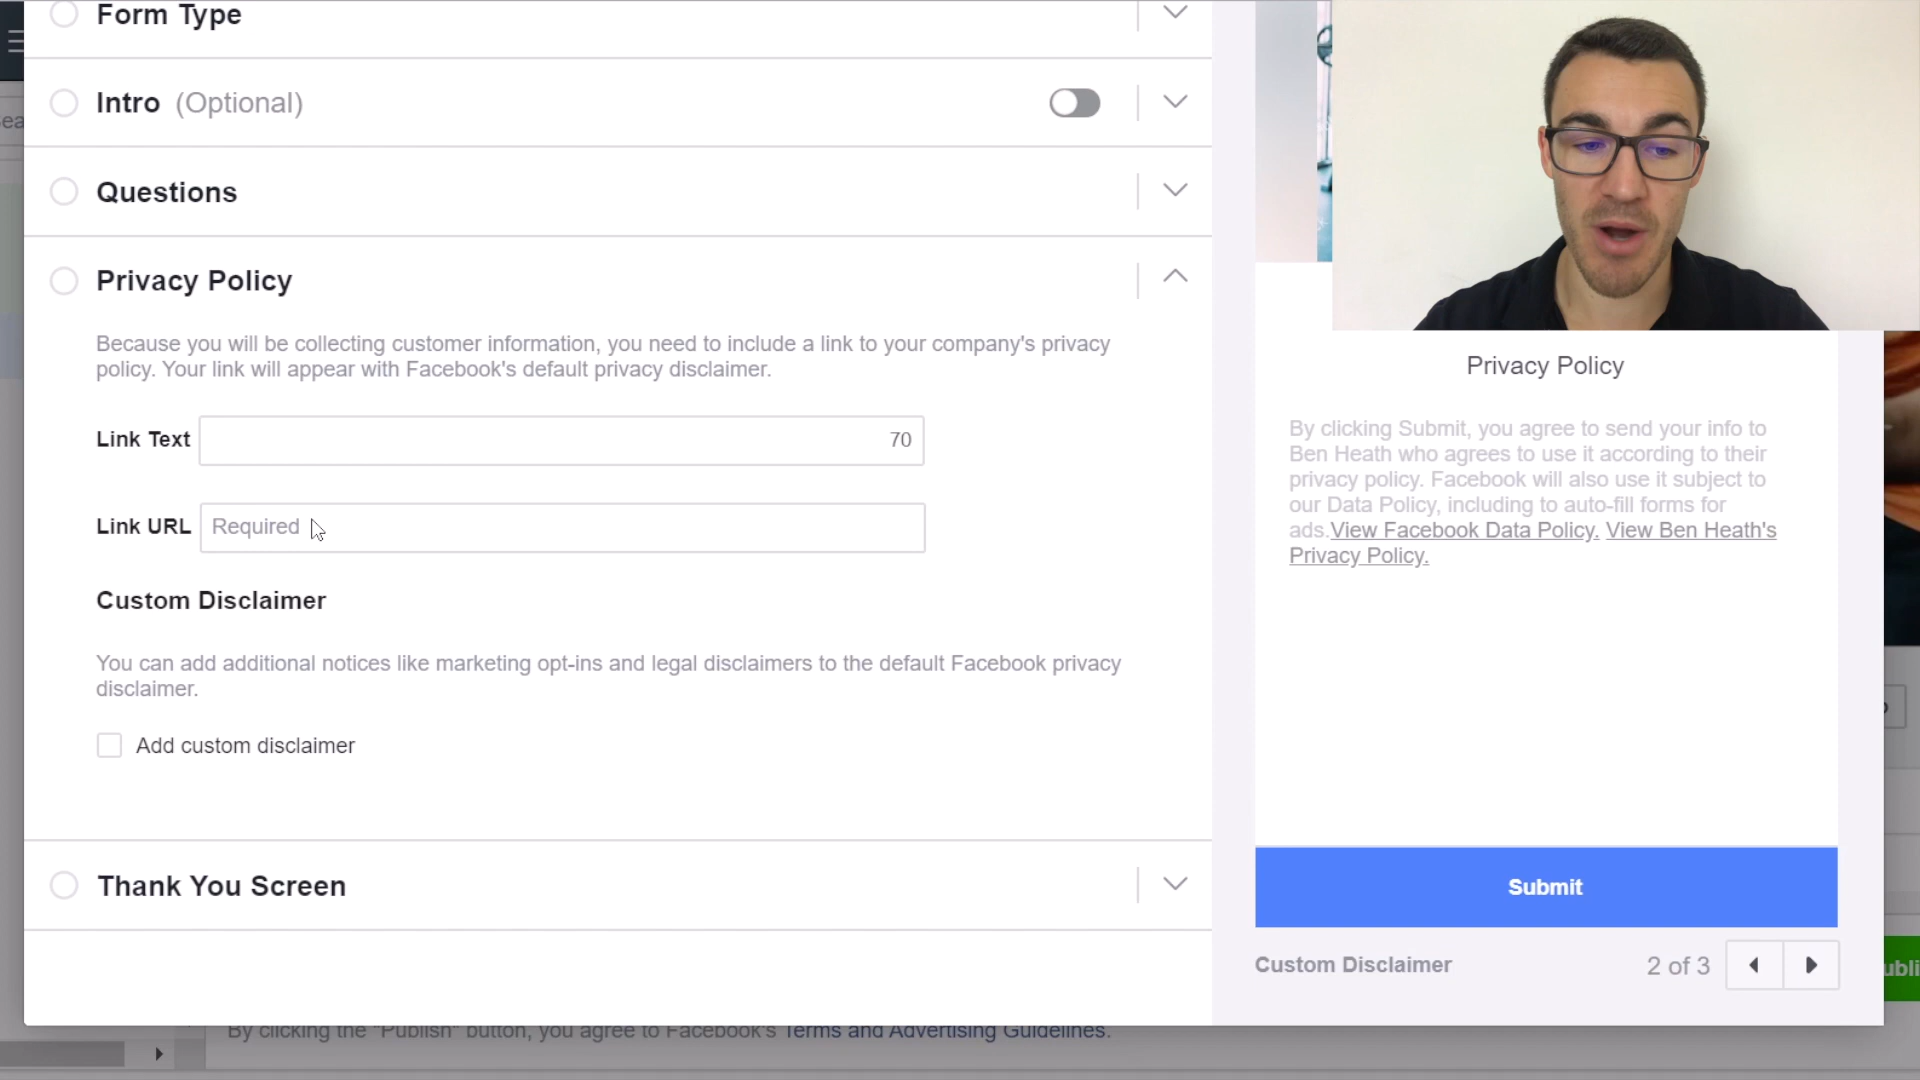 Form Type
Intro (Optional)
Questions
Privacy Policy
Because you will be collecting customer information, you need to include a link to your company's privacy
policy. Your link will appear with Facebook's default privacy disclaimer.
Link Text 70
Link URL Required
Custom Disclaimer
You can add additional notices like marketing opt-ins and legal disclaimers to the default Facebook privacy
disclaimer.
Add custom disclaimer
Thank You Screen
Privacy Policy
By clicking Submit, you agree to send your info to
Ben Heath who agrees to use it according to their
privacy policy. Facebook will also use it subject to
our Data Policy, including to auto-fill forms for
ads.View Facebook Data Policy. View Ben Heath's
Privacy Policy.
Submit
Custom Disclaimer 2 of 3
By clicking the "Publish" button, you agree to Facebook's Terms and Advertising Guidelines.